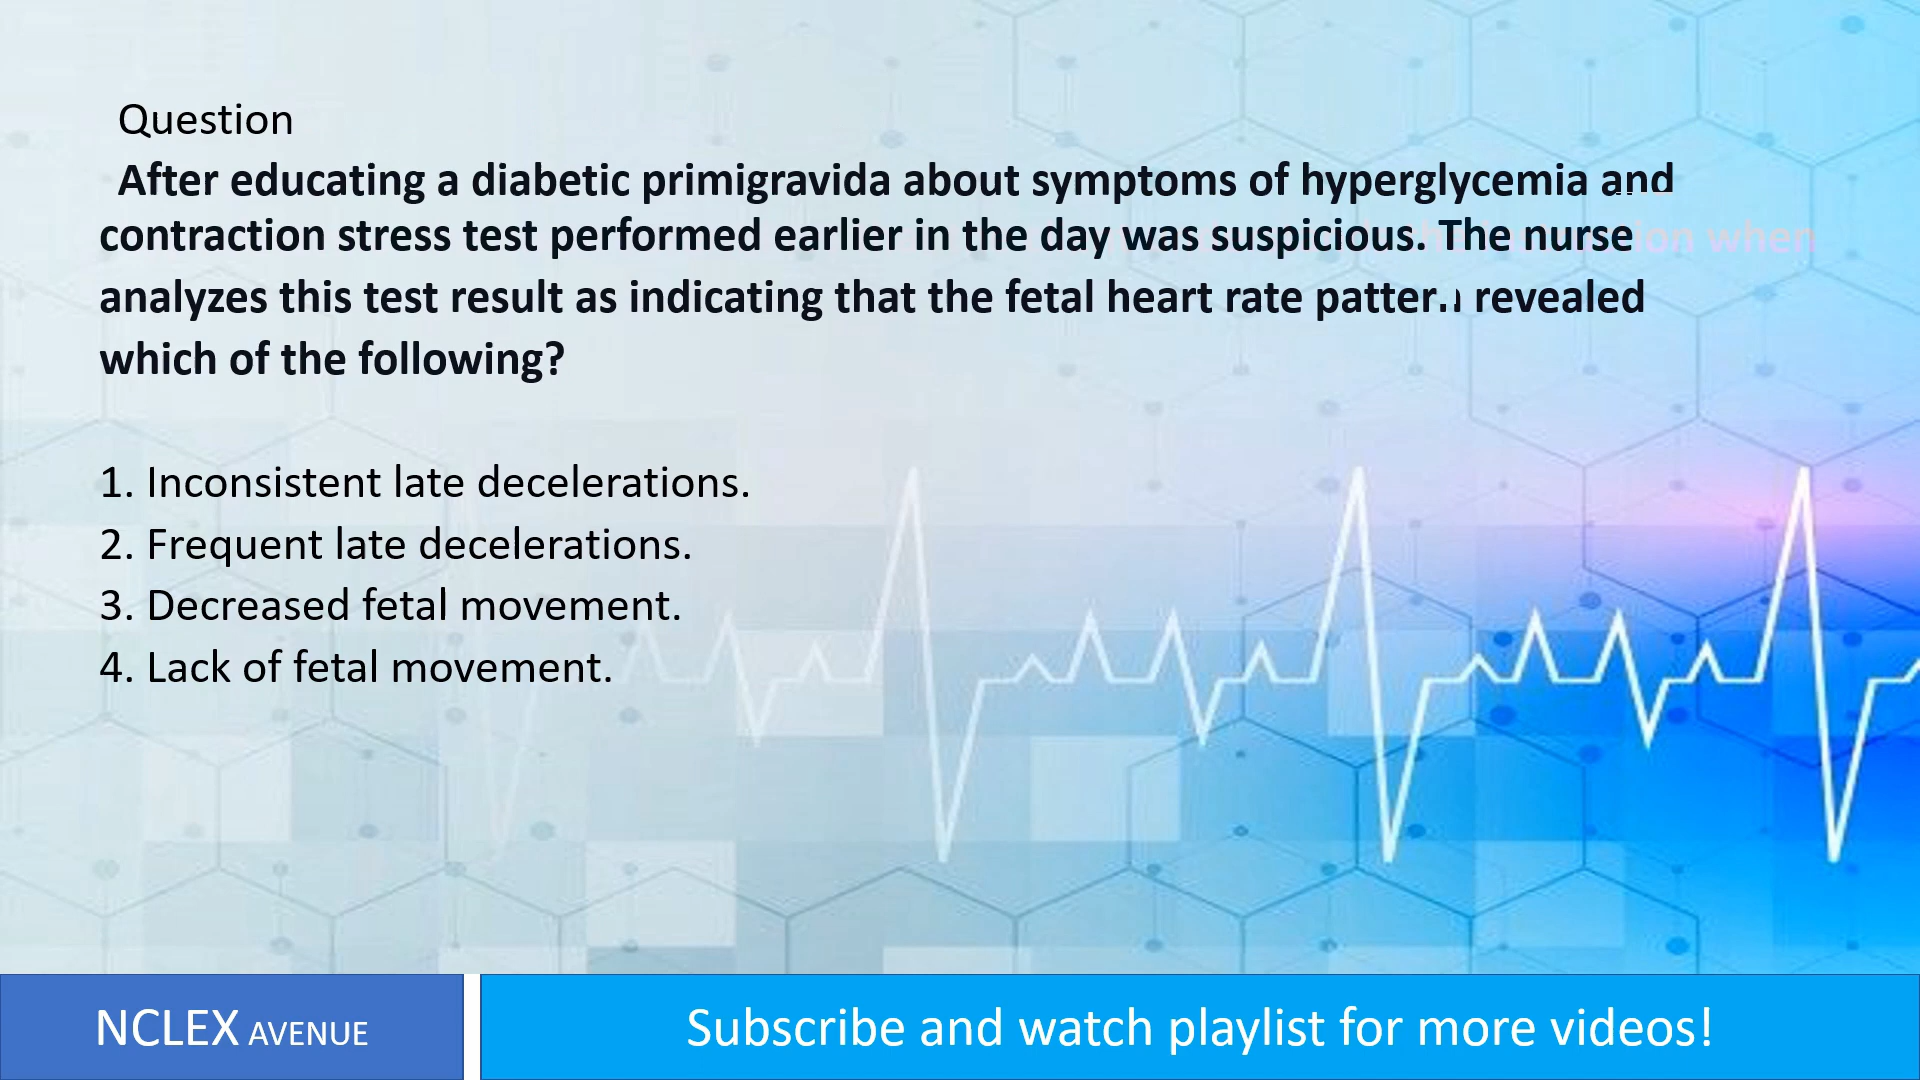 Question
After educating a diabetic primigravida about symptoms of hyperglycemia and
contraction stress test performed earlier in the day was suspicious. The nurse
analyzes this test result as indicating that the fetal heart rate pattern revealed
which of the following?
1. Inconsistent late decelerations.
2. Frequent late decelerations.
3. Decreased fetal movement.
4. Lack of fetal movement.
NCLEX AVENUE
Subscribe and watch playlist for more videos!